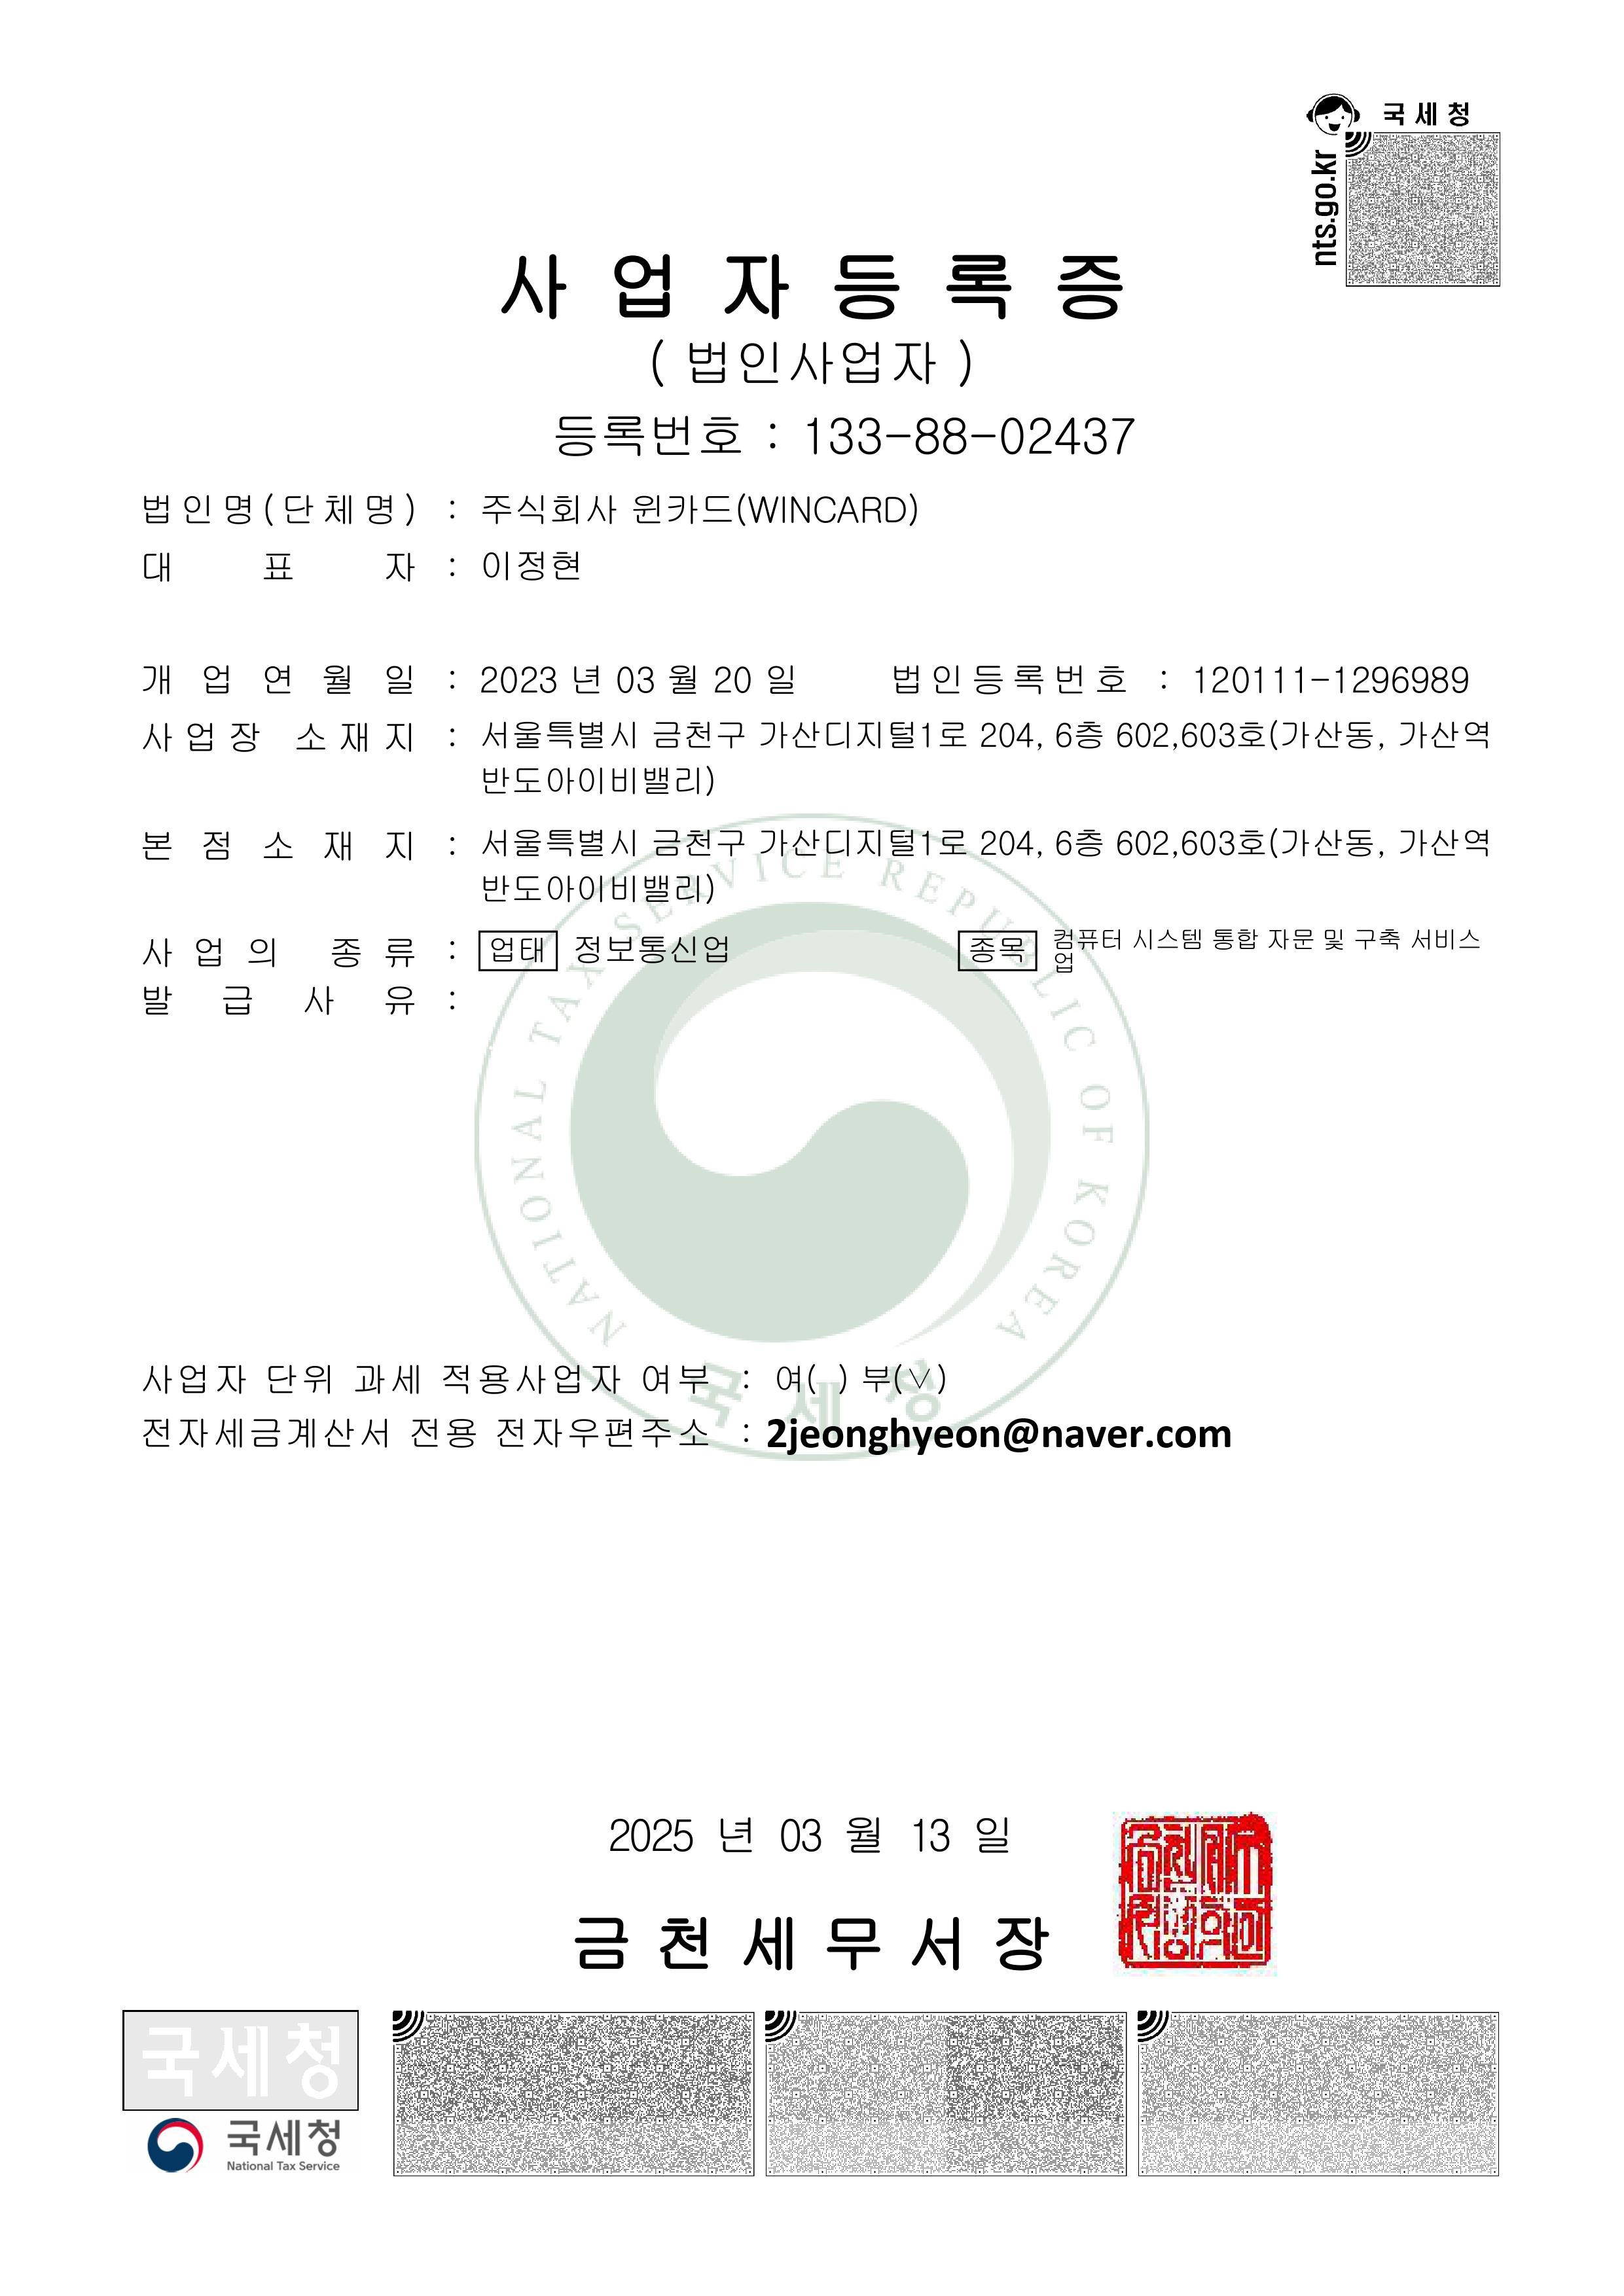 국세청
nts.go.kr
사업자등록증
( 법인사업자 )
등록번호 : 133-88-02437
법인명(단체명) : 주식회사 윈카드(WINCARD)
대표자 : 이정현
개업연월일 : 2023 년 03 월 20 일 법인등록번호 : 120111-1296989
사업장 소재지 : 서울특별시 금천구 가산디지털1로 204, 6층 602,603호(가산동, 가산역
반도아이비밸리)
본점소재지 : 서울특별시 금천구 가산디지털1로 204, 6층 602,603호(가산동, 가산역
반도아이비밸리)
사업의 종류 : 업태 정보통신업 종목 컴퓨터 시스템 통합 자문 및 구축 서비스
업
발급사유 :
NATIONAL TAX SERVICE REPUBLIC OF KOREA
국세청
사업자 단위 과세 적용사업자 여부 : 여( ) 부(∨)
전자세금계산서 전용 전자우편주소 : 2jeonghyeon@naver.com
2025 년 03 월 13 일
금천세무서장
국세청
국세청
National Tax Service